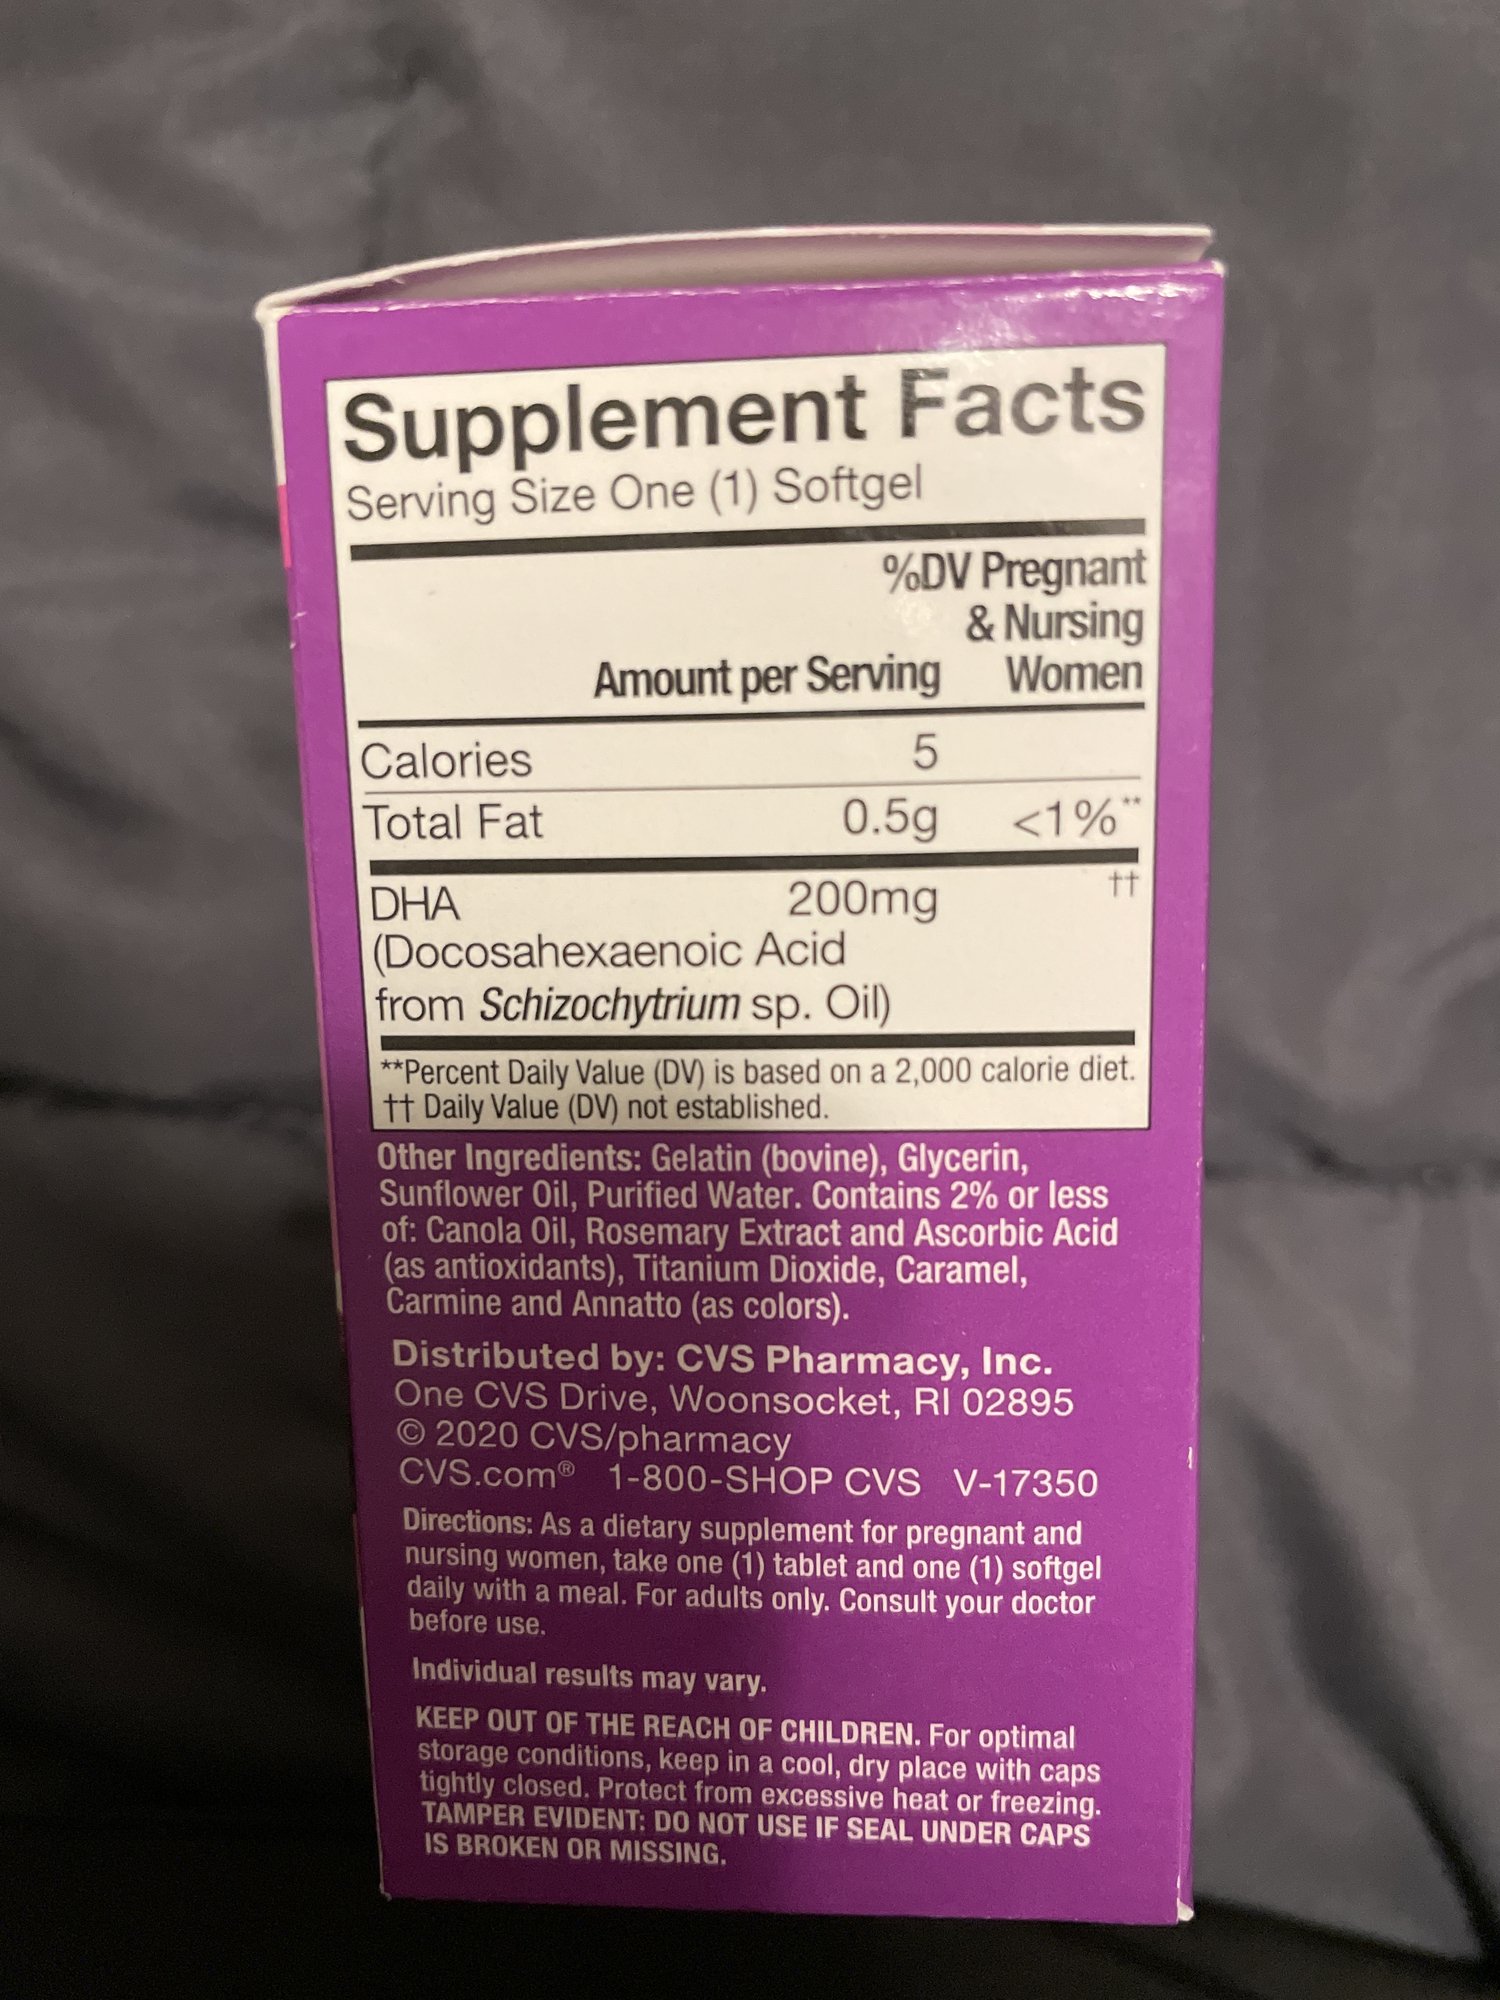 Supplement Facts
Serving Size One (1) Softgel
%DV Pregnant
& Nursing
Amount per Serving Women
Calories 5
Total Fat 0.5g <1%**
DHA 200mg ††
(Docosahexaenoic Acid
from Schizochytrium sp. Oil)
**Percent Daily Value (DV) is based on a 2,000 calorie diet.
†† Daily Value (DV) not established.
Other Ingredients: Gelatin (bovine), Glycerin,
Sunflower Oil, Purified Water. Contains 2% or less
of: Canola Oil, Rosemary Extract and Ascorbic Acid
(as antioxidants), Titanium Dioxide, Caramel,
Carmine and Annatto (as colors).
Distributed by: CVS Pharmacy, Inc.
One CVS Drive, Woonsocket, RI 02895
© 2020 CVS/pharmacy
CVS.com® 1-800-SHOP CVS V-17350
Directions: As a dietary supplement for pregnant and
nursing women, take one (1) tablet and one (1) softgel
daily with a meal. For adults only. Consult your doctor
before use.
Individual results may vary.
KEEP OUT OF THE REACH OF CHILDREN. For optimal
storage conditions, keep in a cool, dry place with caps
tightly closed. Protect from excessive heat or freezing.
TAMPER EVIDENT: DO NOT USE IF SEAL UNDER CAPS
IS BROKEN OR MISSING.